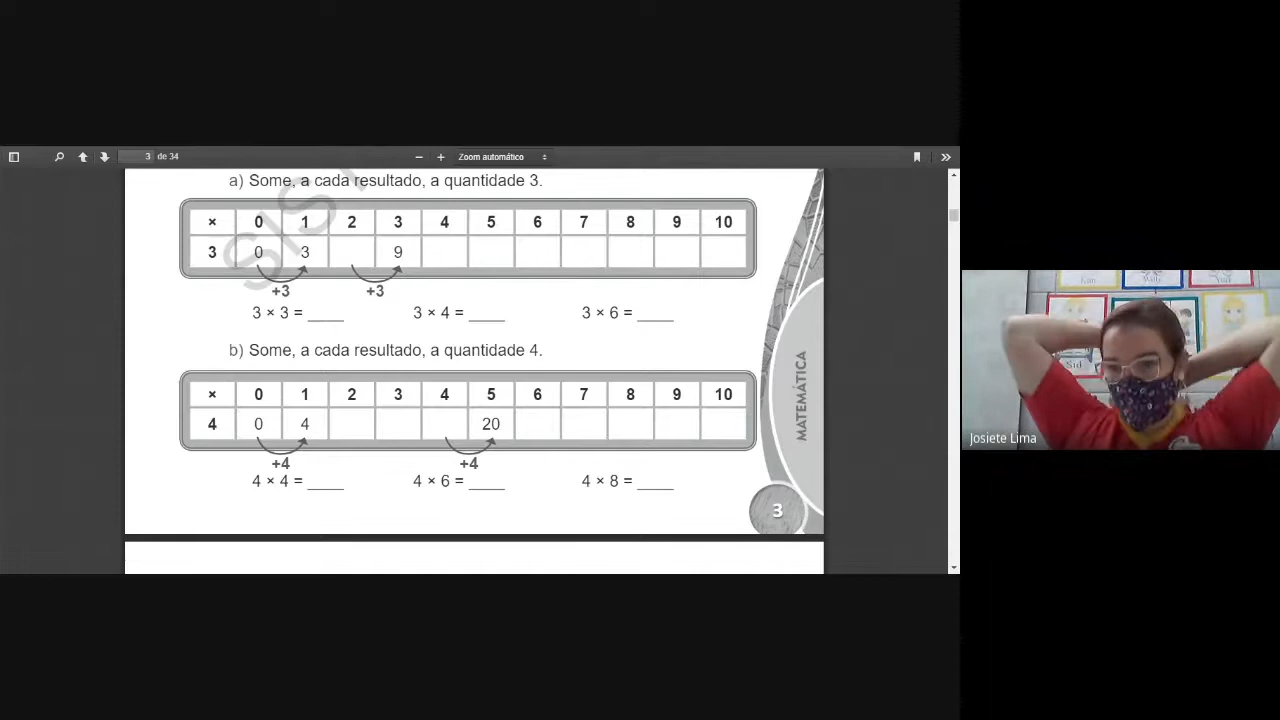 3 de 34
Zoom automático
a) Some, a cada resultado, a quantidade 3.
× 0 1 2 3 4 5 6 7 8 9 10
3 0 3 9
+3 +3
3 × 3 = ____ 3 × 4 = ____ 3 × 6 = ____
b) Some, a cada resultado, a quantidade 4.
× 0 1 2 3 4 5 6 7 8 9 10
4 0 4 20
+4 +4
4 × 4 = ____ 4 × 6 = ____ 4 × 8 = ____
MATEMÁTICA
3
SIST
Sid
Josiete Lima